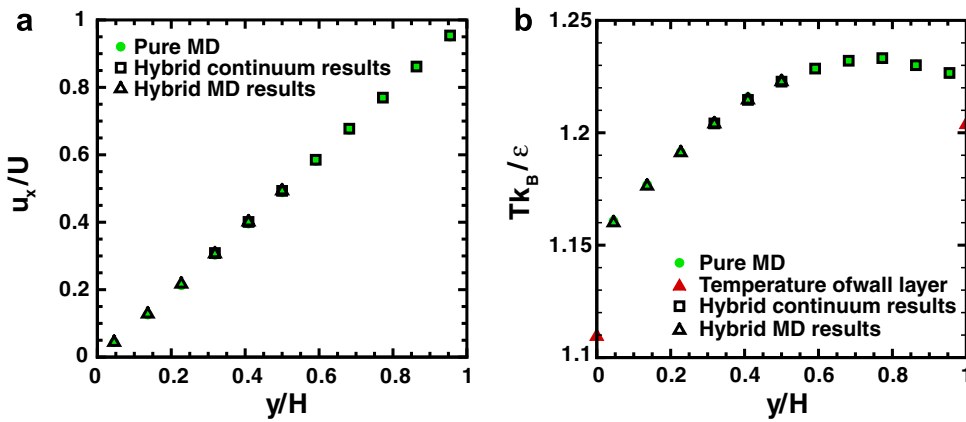 a
1
0.8
0.6
0.4
0.2
0
u_x/U
Pure MD
Hybrid continuum results
Hybrid MD results
0 0.2 0.4 0.6 0.8 1
y/H
b
1.25
1.2
1.15
1.1
Tk_B/ε
Pure MD
Temperature ofwall layer
Hybrid continuum results
Hybrid MD results
0 0.2 0.4 0.6 0.8 1
y/H